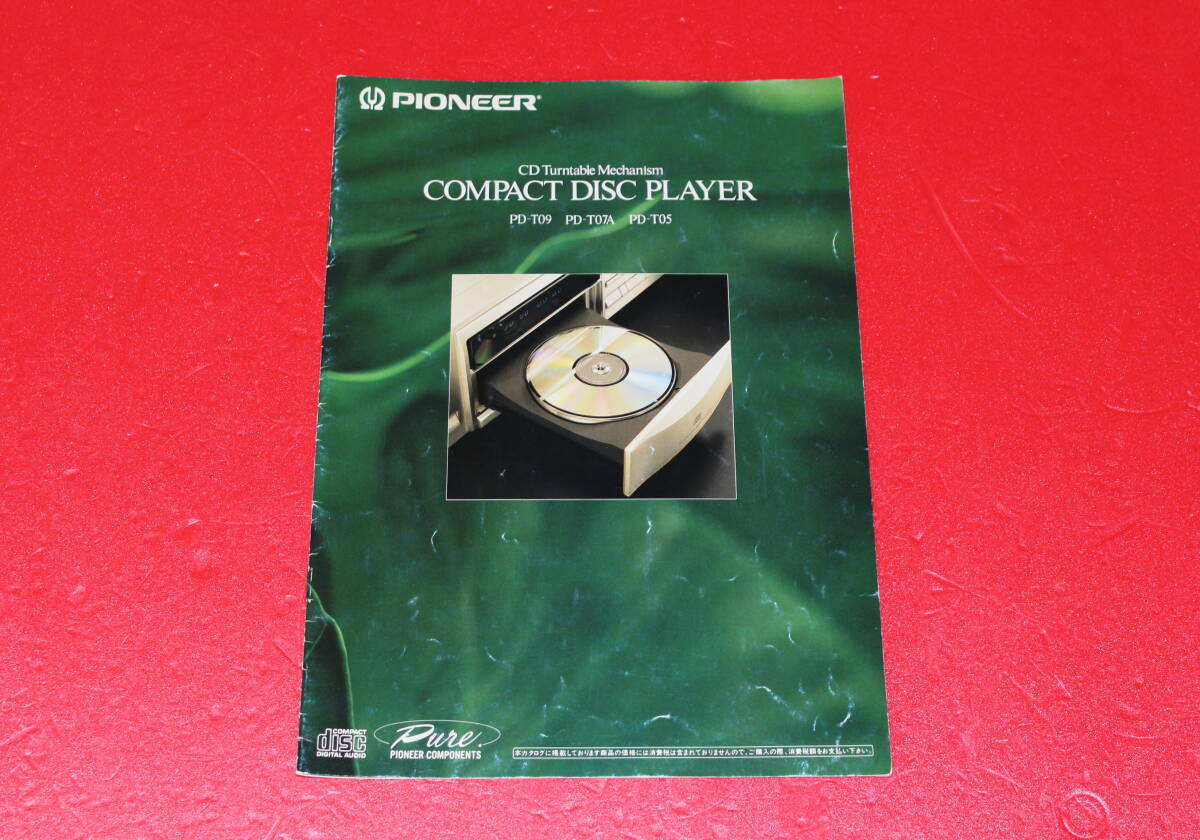 PIONEER®
CD Turntable Mechanism
COMPACT DISC PLAYER
PD-T09 PD-T07A PD-T05
COMPACT
disc
DIGITAL AUDIO
Pure.
PIONEER COMPONENTS
本カタログに掲載しております商品の価格には消費税は含まれておりませんので、ご購入の際、消費税額をお支払い下さい。